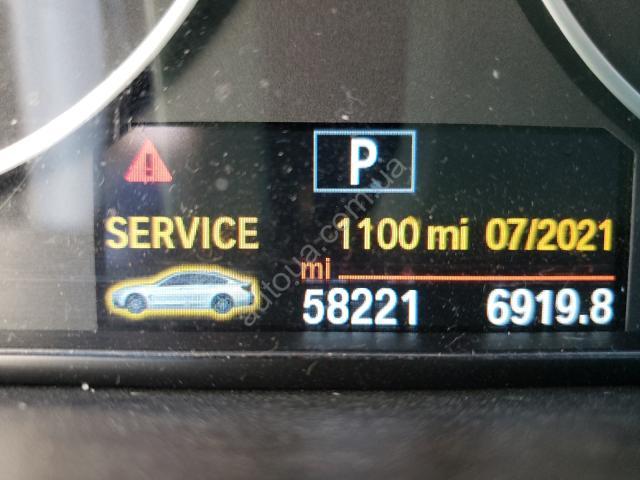 P
SERVICE 1100 mi 07/2021
mi
58221 6919.8
autoua.com.ua